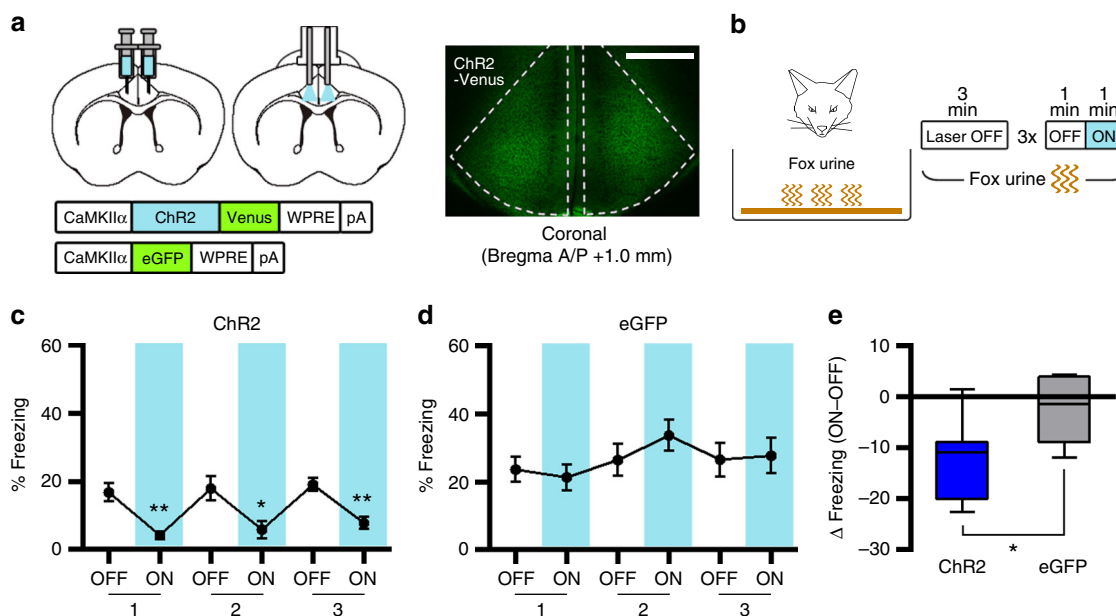 a
ChR2
-Venus
CaMKIIα ChR2 Venus WPRE pA
CaMKIIα eGFP WPRE pA
Coronal
(Bregma A/P +1.0 mm)
b
Fox urine
3
min
1
min
1
min
Laser OFF 3x OFF ON
Fox urine
c
ChR2
% Freezing
60
40
20
0
** * **
OFF ON OFF ON OFF ON
1 2 3
d
eGFP
% Freezing
60
40
20
0
OFF ON OFF ON OFF ON
1 2 3
e
Δ Freezing (ON–OFF)
10
0
–10
–20
–30
*
ChR2 eGFP